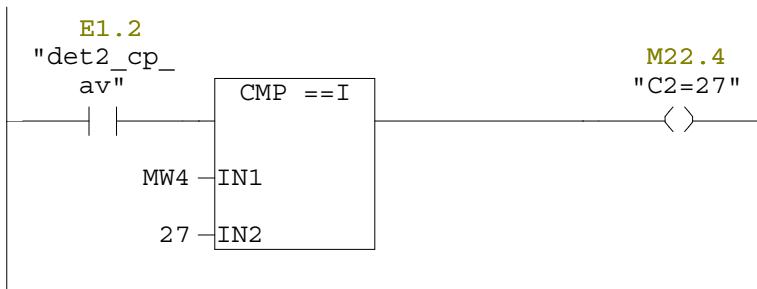 E1.2
"det2_cp_
av"
M22.4
"C2=27"
CMP ==I
MW4
IN1
27
IN2